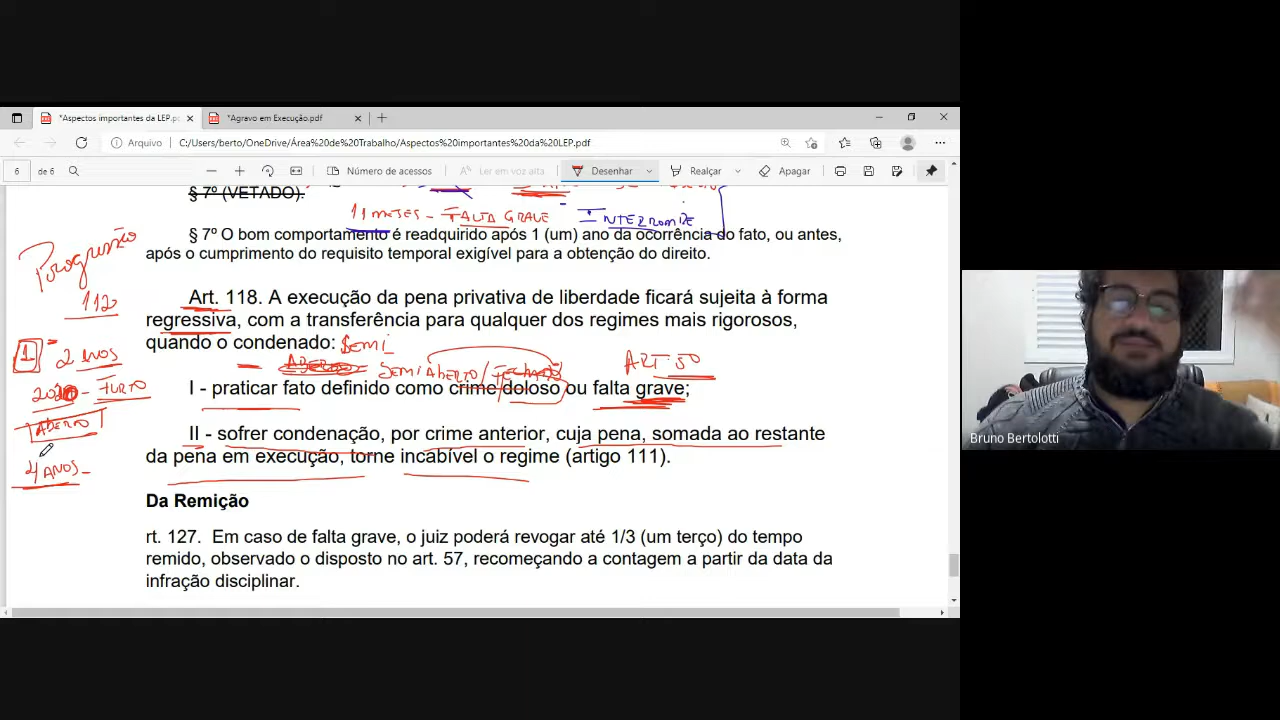 *Aspectos importantes da LEP.pc
*Agravo em Execução.pdf
Arquivo C:/Users/berto/OneDrive/Área%20de%20Trabalho/Aspectos%20importantes%20da%20LEP.pdf
6 de 6
Número de acessos
Ler em voz alta
Desenhar
Realçar
Apagar
§ 7º (VETADO).
11 MESES - FALTA GRAVE INTERROMPE
§ 7º O bom comportamento é readquirido após 1 (um) ano da ocorrência do fato, ou antes,
após o cumprimento do requisito temporal exigível para a obtenção do direito.
Progressão
112
Art. 118. A execução da pena privativa de liberdade ficará sujeita à forma
regressiva, com a transferência para qualquer dos regimes mais rigorosos,
quando o condenado: SEMI
1 - 2 ANOS
ABERTO SEMIABERTO/FECHADO ART. 50
I - praticar fato definido como crime doloso ou falta grave;
2020 - FURTO
ABERTO
II - sofrer condenação, por crime anterior, cuja pena, somada ao restante
da pena em execução, torne incabível o regime (artigo 111).
4 ANOS -
Da Remição
rt. 127. Em caso de falta grave, o juiz poderá revogar até 1/3 (um terço) do tempo
remido, observado o disposto no art. 57, recomeçando a contagem a partir da data da
infração disciplinar.
Bruno Bertolotti